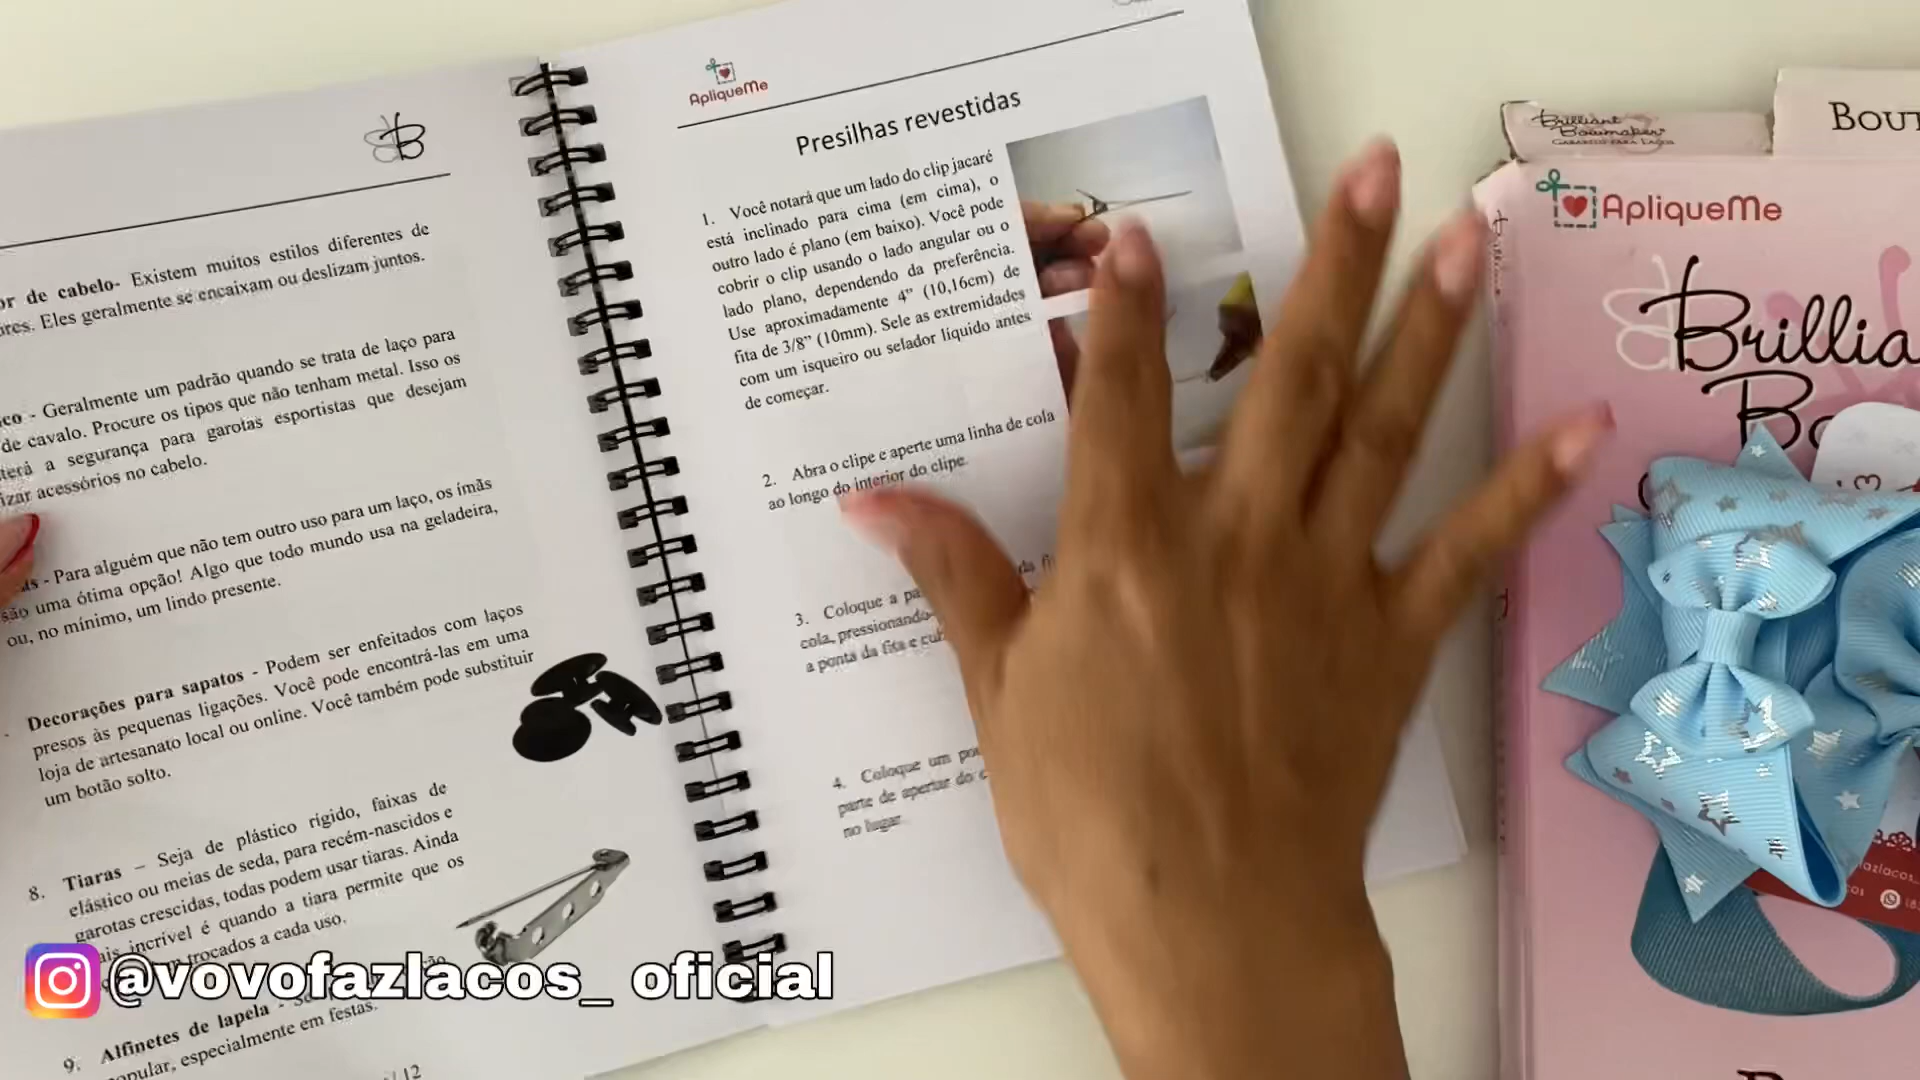 B
or de cabelo- Existem muitos estilos diferentes de
Eles geralmente se encaixam ou deslizam juntos.
- Geralmente um padrão quando se trata de laço para
de cavalo. Procure os tipos que não tenham metal. Isso os
a segurança para garotas esportistas que desejam
izar acessórios no cabelo.
- Para alguém que não tem outro uso para um laço, os ímãs
são uma ótima opção! Algo que todo mundo usa na geladeira,
ou, no mínimo, um lindo presente.
Decorações para sapatos - Podem ser enfeitados com laços
presos às pequenas ligações. Você pode encontrá-las em uma
loja de artesanato local ou online. Você também pode substituir
um botão solto.
8. Tiaras – Seja de plástico rígido, faixas de
elástico ou meias de seda, para recém-nascidos e
garotas crescidas, todas podem usar tiaras. Ainda
ais incrível é quando a tiara permite que os
trocados a cada uso.
9. Alfinetes de lapela -
opular, especialmente em festas.
12
ApliqueMe
Presilhas revestidas
1. Você notará que um lado do clip jacaré
está inclinado para cima (em cima), o
outro lado é plano (em baixo). Você pode
cobrir o clip usando o lado angular ou o
lado plano, dependendo da preferência.
Use aproximadamente 4” (10,16cm) de
fita de 3/8” (10mm). Sele as extremidades
com um isqueiro ou selador líquido antes
de começar.
2. Abra o clipe e aperte uma linha de cola
ao longo do interior do clipe.
3. Coloque a pa
cola, pressionando
a ponta da fita e cub
4. Coloque um pou
parte de apertar do c
no lugar.
Brilliant
Bowmaker
GABARITO PARA LAÇOS
BOU
ApliqueMe
Brillia
Bo
@vovofazlacos_ oficial